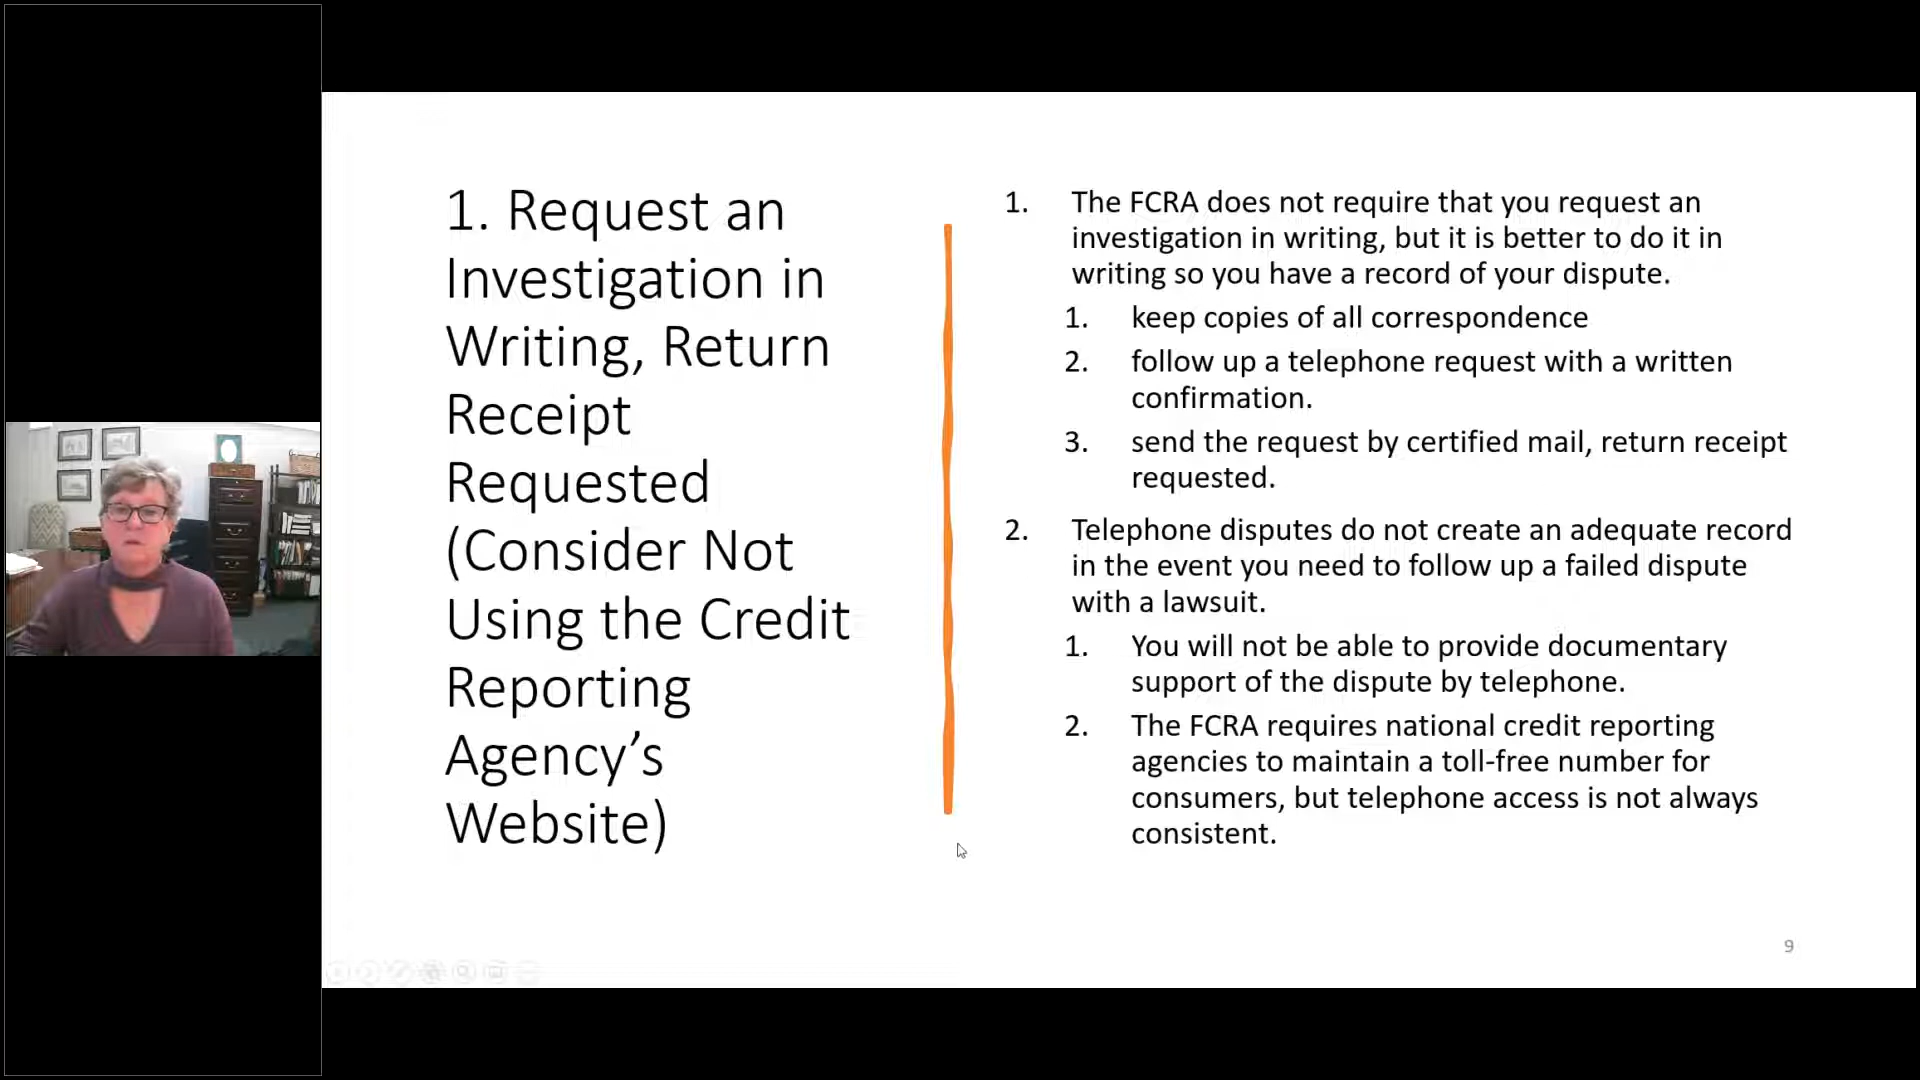 1. Request an
Investigation in
Writing, Return
Receipt
Requested
(Consider Not
Using the Credit
Reporting
Agency’s
Website)
1. The FCRA does not require that you request an
investigation in writing, but it is better to do it in
writing so you have a record of your dispute.
1. keep copies of all correspondence
2. follow up a telephone request with a written
confirmation.
3. send the request by certified mail, return receipt
requested.
2. Telephone disputes do not create an adequate record
in the event you need to follow up a failed dispute
with a lawsuit.
1. You will not be able to provide documentary
support of the dispute by telephone.
2. The FCRA requires national credit reporting
agencies to maintain a toll-free number for
consumers, but telephone access is not always
consistent.
9